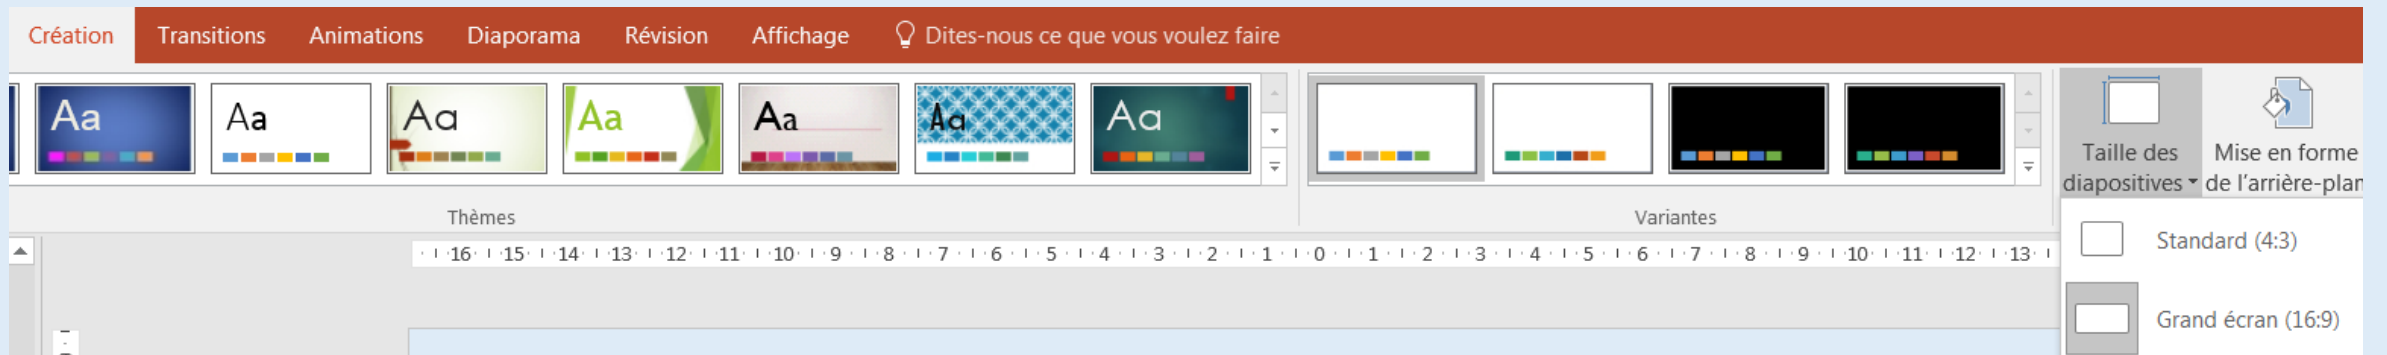 Création Transitions Animations Diaporama Révision Affichage Dites-nous ce que vous voulez faire
Aa Aa Aa Aa Aa Aa Aa
Taille des
diapositives
Mise en forme
de l'arrière-plan
Thèmes Variantes
Standard (4:3)
16 15 14 13 12 11 10 9 8 7 6 5 4 3 2 1 0 1 2 3 4 5 6 7 8 9 10 11 12 13
Grand écran (16:9)